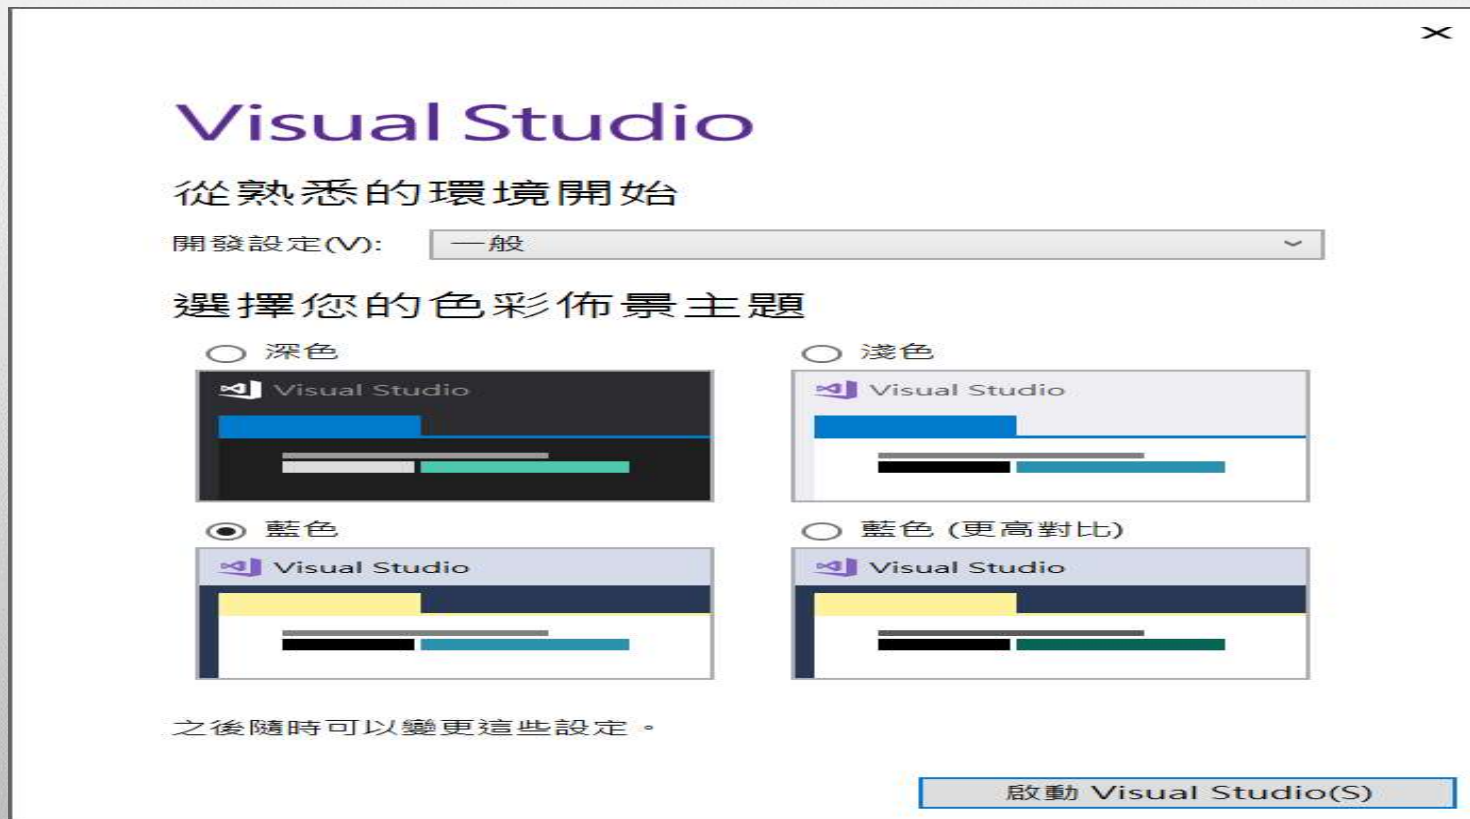 Visual Studio
從熟悉的環境開始
開發設定(V): 一般
選擇您的色彩佈景主題
深色 淺色
Visual Studio Visual Studio
藍色 藍色 (更高對比)
Visual Studio Visual Studio
之後隨時可以變更這些設定。
啟動 Visual Studio(S)